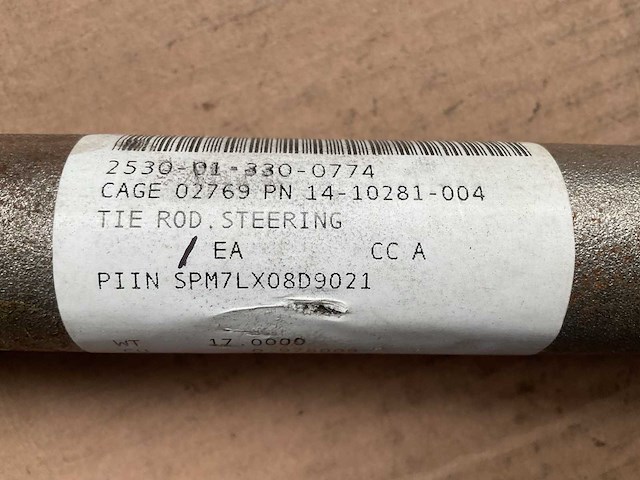 2530-01-330-0774
CAGE 02769 PN 14-10281-004
TIE ROD,STEERING
1 EA CC A
PIIN SPM7LX08D9021
WT 17.0000